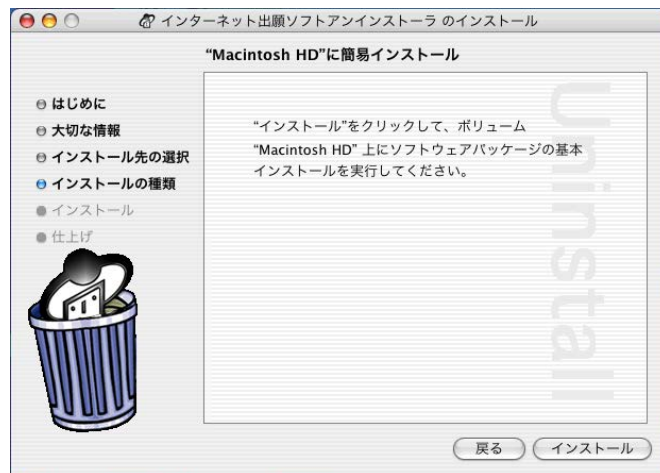 インターネット出願ソフトアンインストーラ のインストール
“Macintosh HD”に簡易インストール
はじめに
大切な情報
インストール先の選択
インストールの種類
インストール
仕上げ
“インストール”をクリックして、ボリューム
“Macintosh HD” 上にソフトウェアパッケージの基本
インストールを実行してください。
Uninstall
戻る
インストール